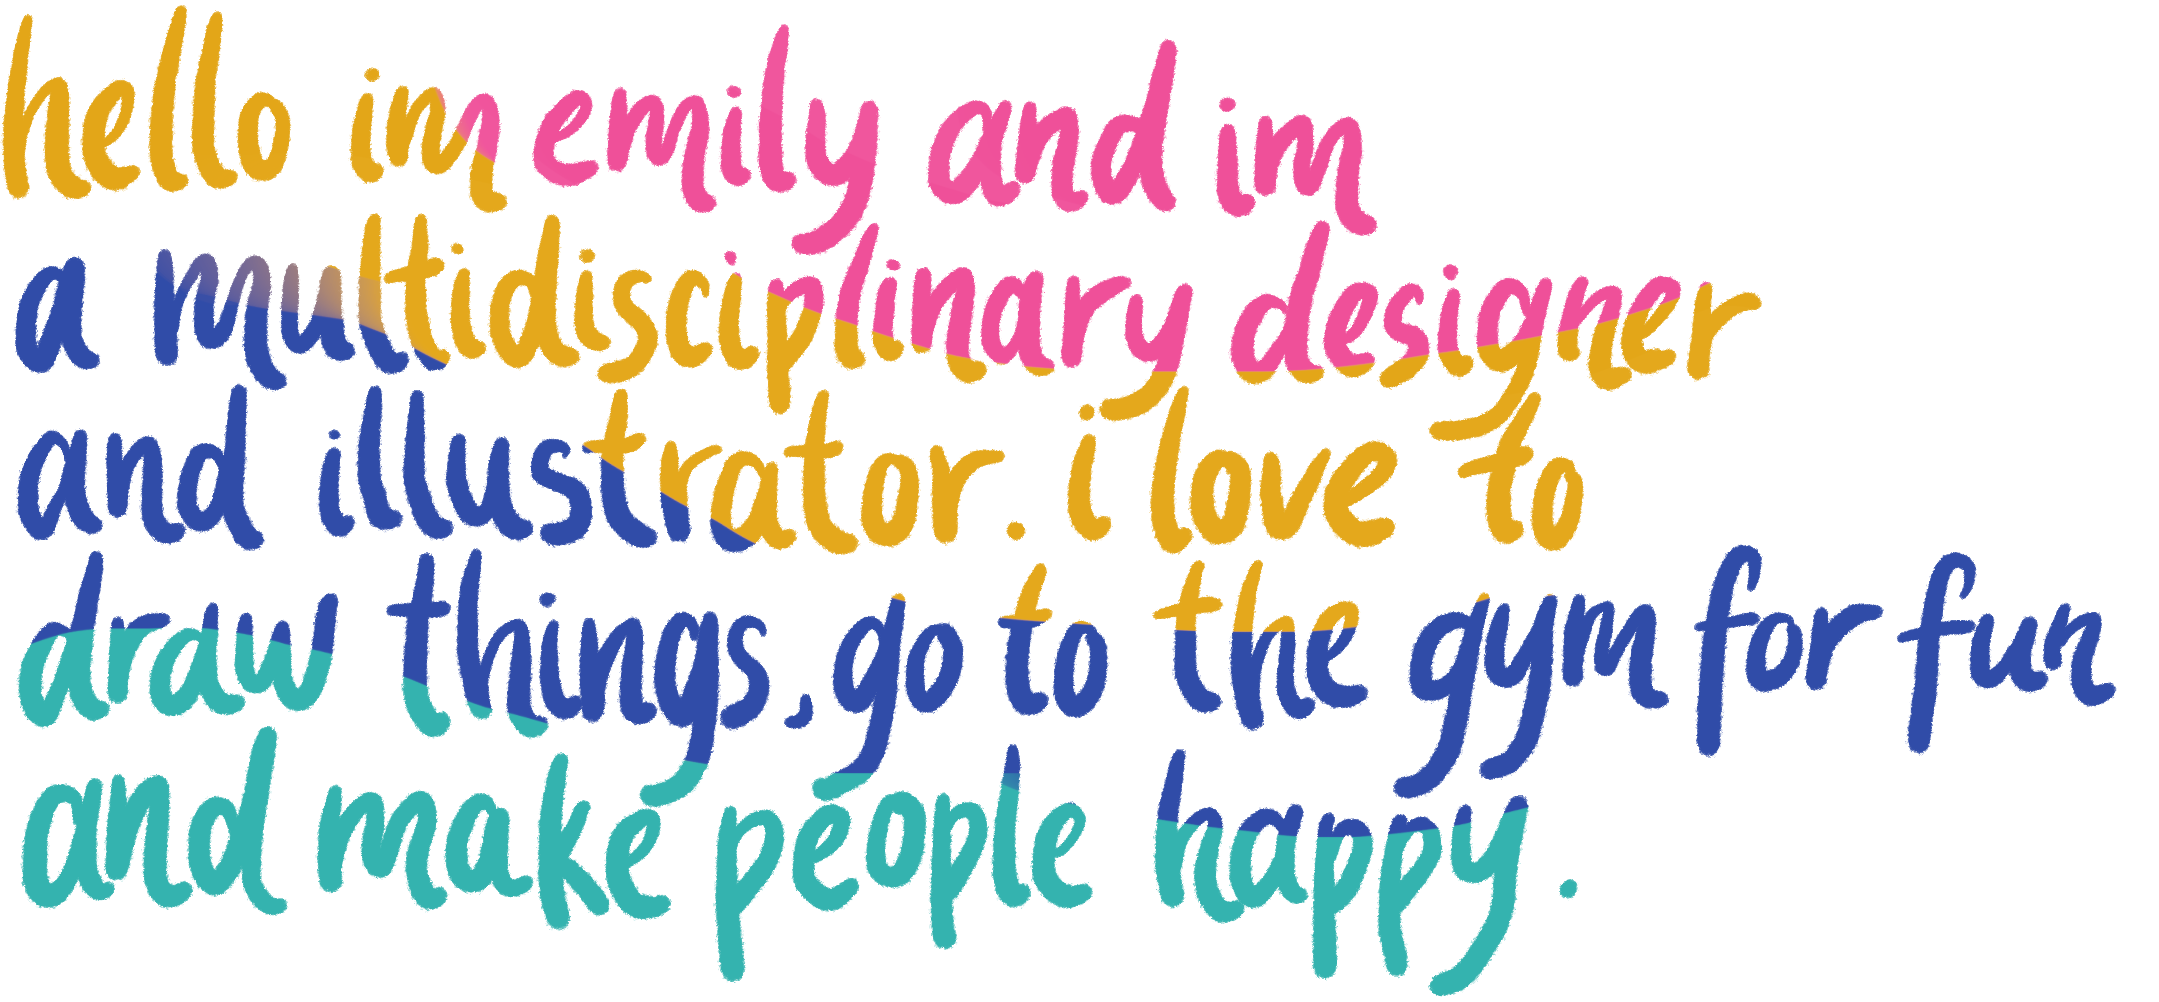 hello im emily and im
a multidisciplinary designer
and illustrator. i love to
draw things, go to the gym for fun
and make people happy.